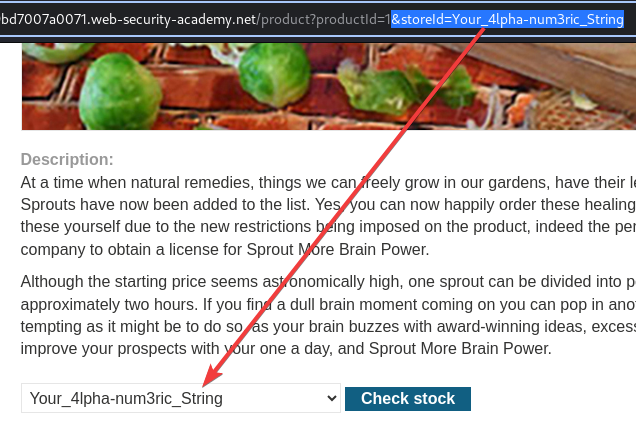 bd7007a0071.web-security-academy.net/product?productId=1&storeId=Your_4lpha-num3ric_String
Description:
At a time when natural remedies, things we can freely grow in our gardens, have their
Sprouts have now been added to the list. Yes, you can now happily order these healing
these yourself due to the new restrictions being imposed on the product, indeed the
company to obtain a license for Sprout More Brain Power.
Although the starting price seems astronomically high, one sprout can be divided into
approximately two hours. If you find a dull brain moment coming on you can pop in
tempting as it might be to do so, as your brain buzzes with award-winning ideas,
improve your prospects with your one a day, and Sprout More Brain Power.
Your_4lpha-num3ric_String
Check stock